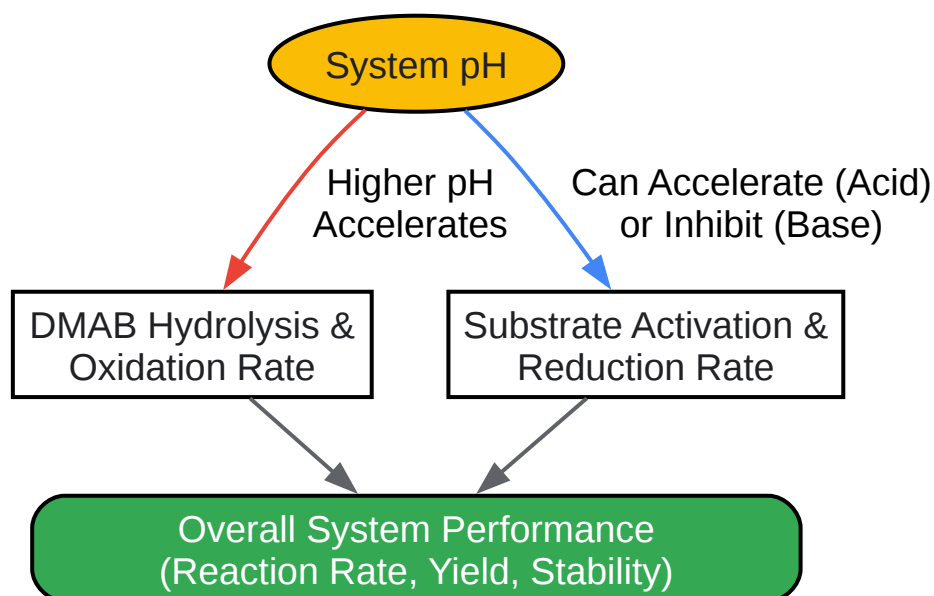 System pH
Higher pH
Accelerates
Can Accelerate (Acid)
or Inhibit (Base)
DMAB Hydrolysis &
Oxidation Rate
Substrate Activation &
Reduction Rate
Overall System Performance
(Reaction Rate, Yield, Stability)